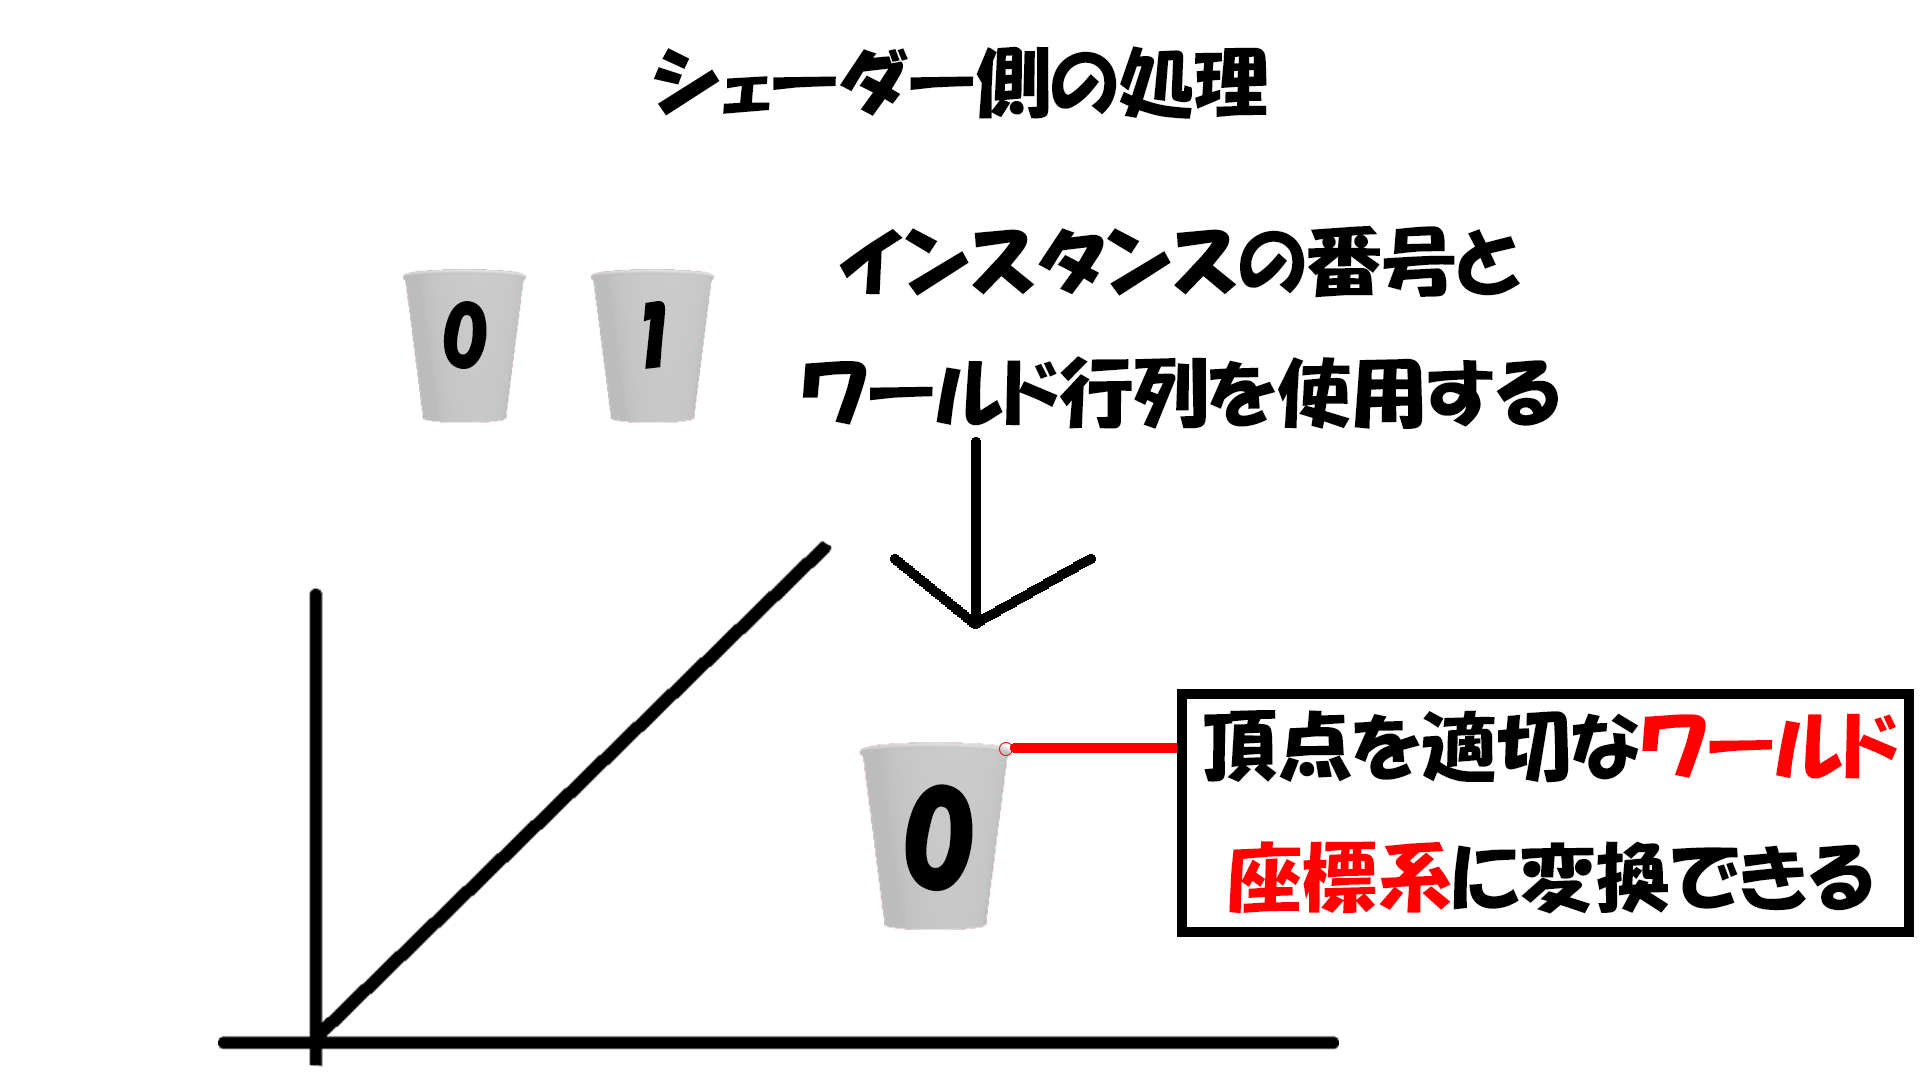 シェーダー側の処理
インスタンスの番号と
ワールド行列を使用する
0
1
0
頂点を適切なワールド
座標系に変換できる